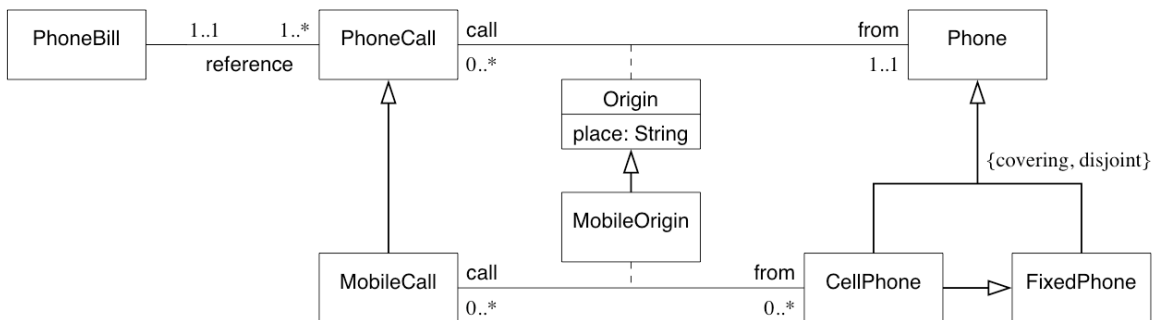 1..1 1..* call from
PhoneBill PhoneCall Phone
reference 0..* 1..1
Origin
place: String
{covering, disjoint}
MobileOrigin
call from
MobileCall CellPhone FixedPhone
0..* 0..*